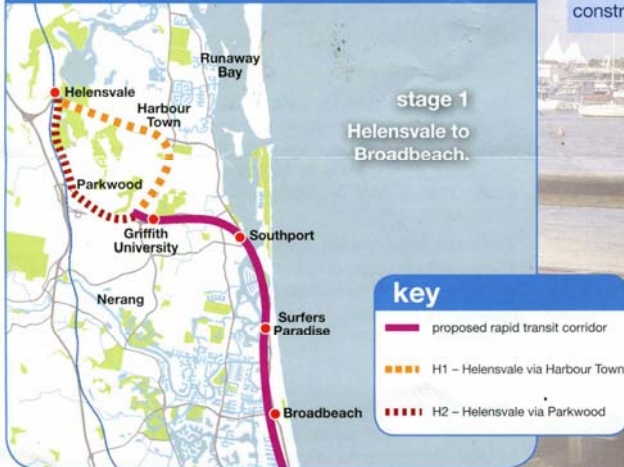 constr
Runaway
Bay
Helensvale
stage 1
Harbour
Town
Helensvale to
Broadbeach.
Parkwood
Griffith
University
Southport
Nerang
key
Surfers
Paradise
proposed rapid transit corridor
H1 – Helensvale via Harbour Town
Broadbeach
H2 – Helensvale via Parkwood